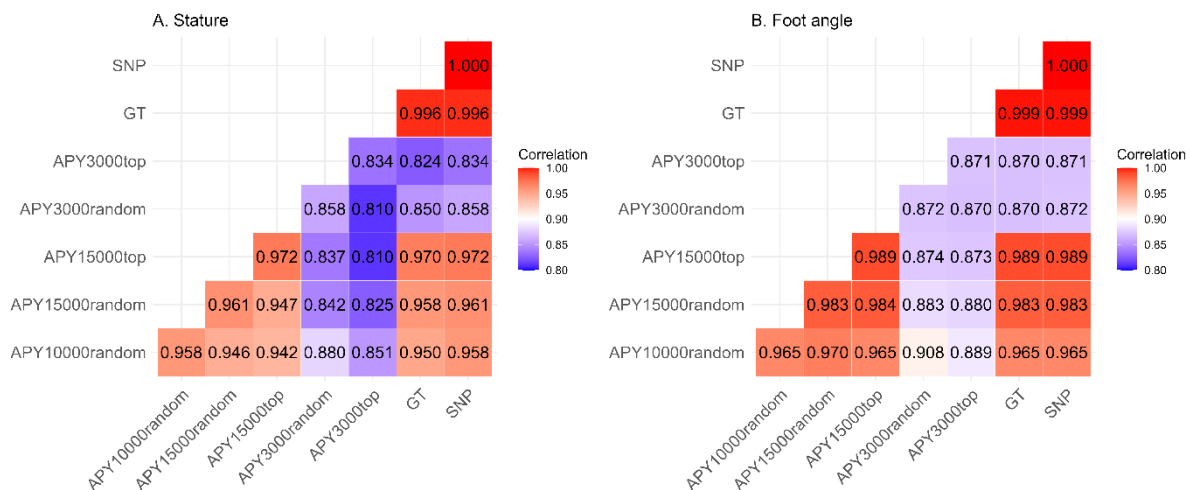 A. Stature
SNP 1.000
GT 0.996 0.996
APY3000top 0.834 0.824 0.834
APY3000random 0.858 0.810 0.850 0.858
APY15000top 0.972 0.837 0.810 0.970 0.972
APY15000random 0.961 0.947 0.842 0.825 0.958 0.961
APY10000random 0.958 0.946 0.942 0.880 0.851 0.950 0.958
APY10000random APY15000random APY15000top APY3000random APY3000top GT SNP
Correlation
1.00
0.95
0.90
0.85
0.80
B. Foot angle
SNP 1.000
GT 0.999 0.999
APY3000top 0.871 0.870 0.871
APY3000random 0.872 0.870 0.870 0.872
APY15000top 0.989 0.874 0.873 0.989 0.989
APY15000random 0.983 0.984 0.883 0.880 0.983 0.983
APY10000random 0.965 0.970 0.965 0.908 0.889 0.965 0.965
APY10000random APY15000random APY15000top APY3000random APY3000top GT SNP
Correlation
1.00
0.95
0.90
0.85
0.80